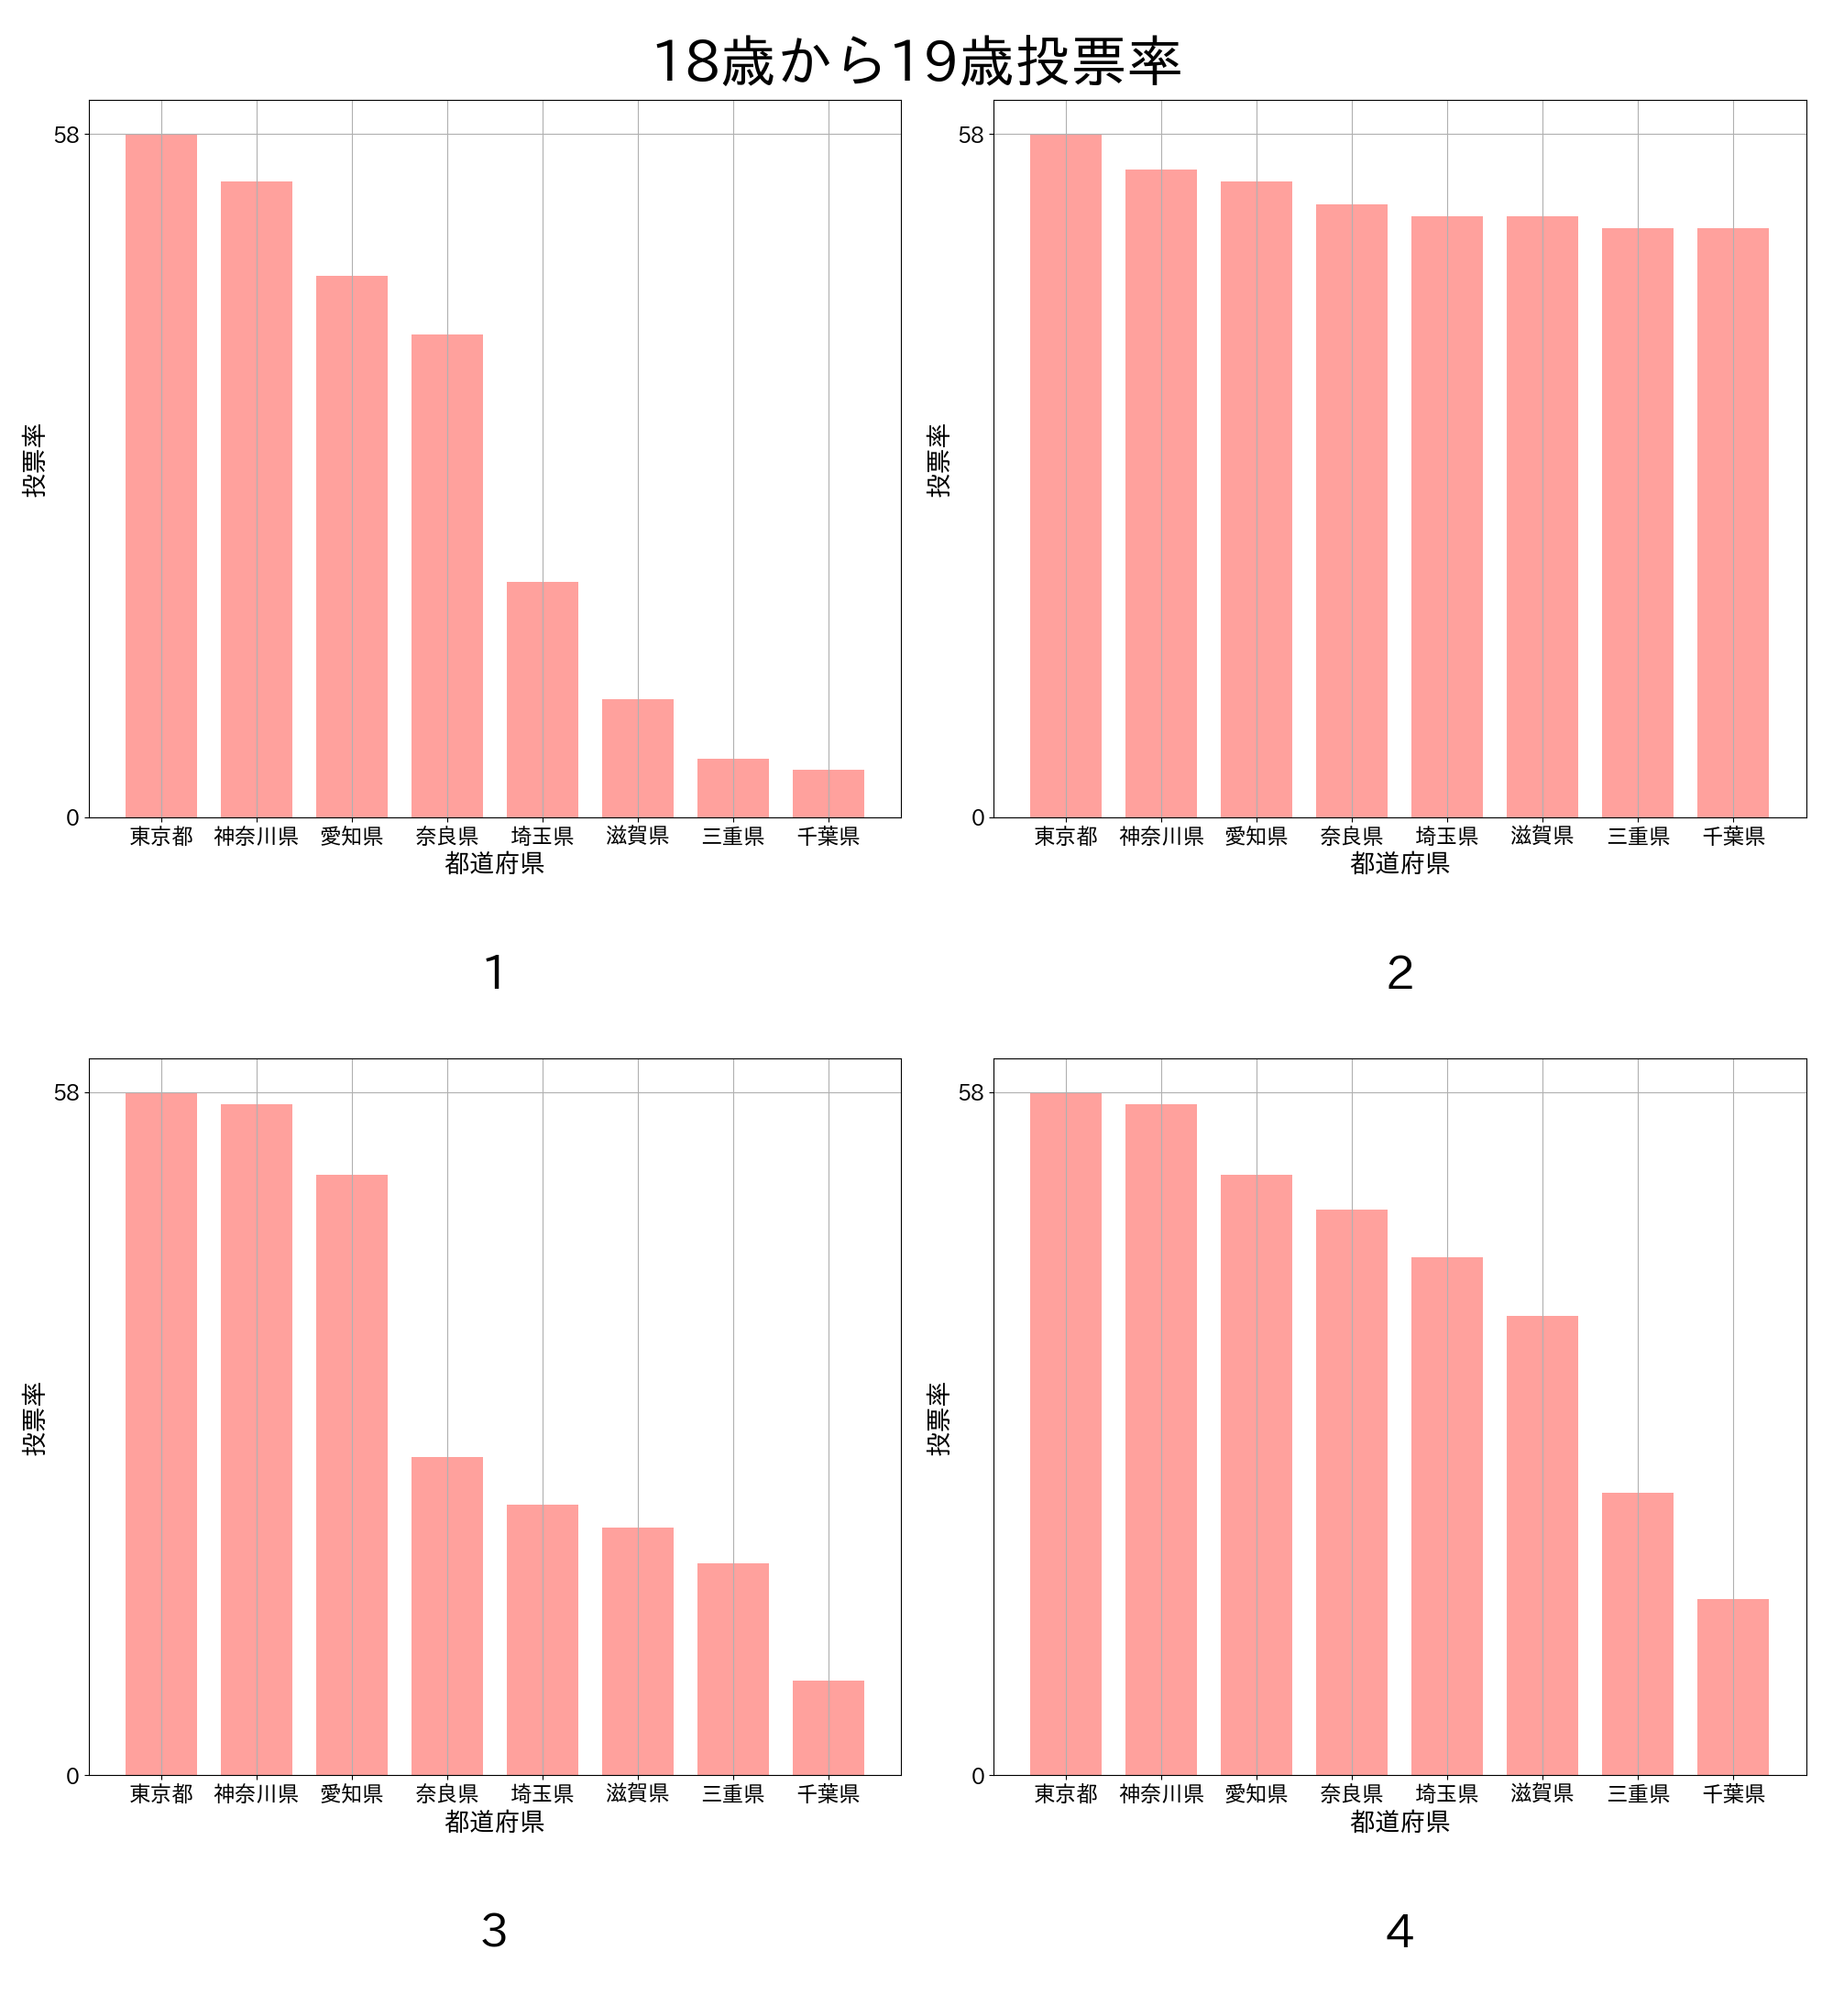 18歳から19歳投票率
58
0
投票率
東京都 神奈川県 愛知県 奈良県 埼玉県 滋賀県 三重県 千葉県
都道府県
1
58
0
投票率
東京都 神奈川県 愛知県 奈良県 埼玉県 滋賀県 三重県 千葉県
都道府県
2
58
0
投票率
東京都 神奈川県 愛知県 奈良県 埼玉県 滋賀県 三重県 千葉県
都道府県
3
58
0
投票率
東京都 神奈川県 愛知県 奈良県 埼玉県 滋賀県 三重県 千葉県
都道府県
4